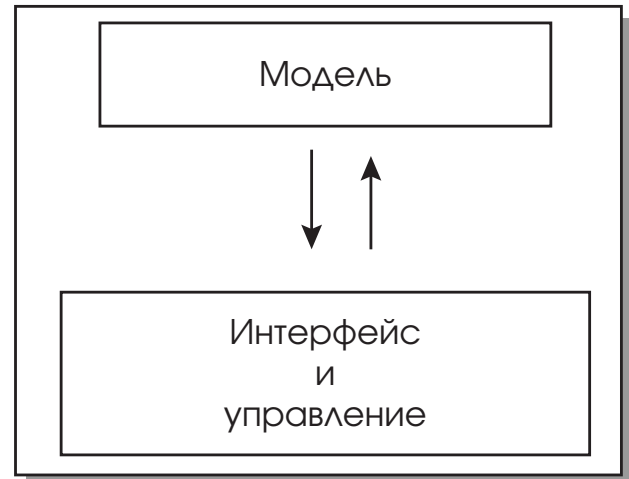 Модель
Интерфейс
и
управление